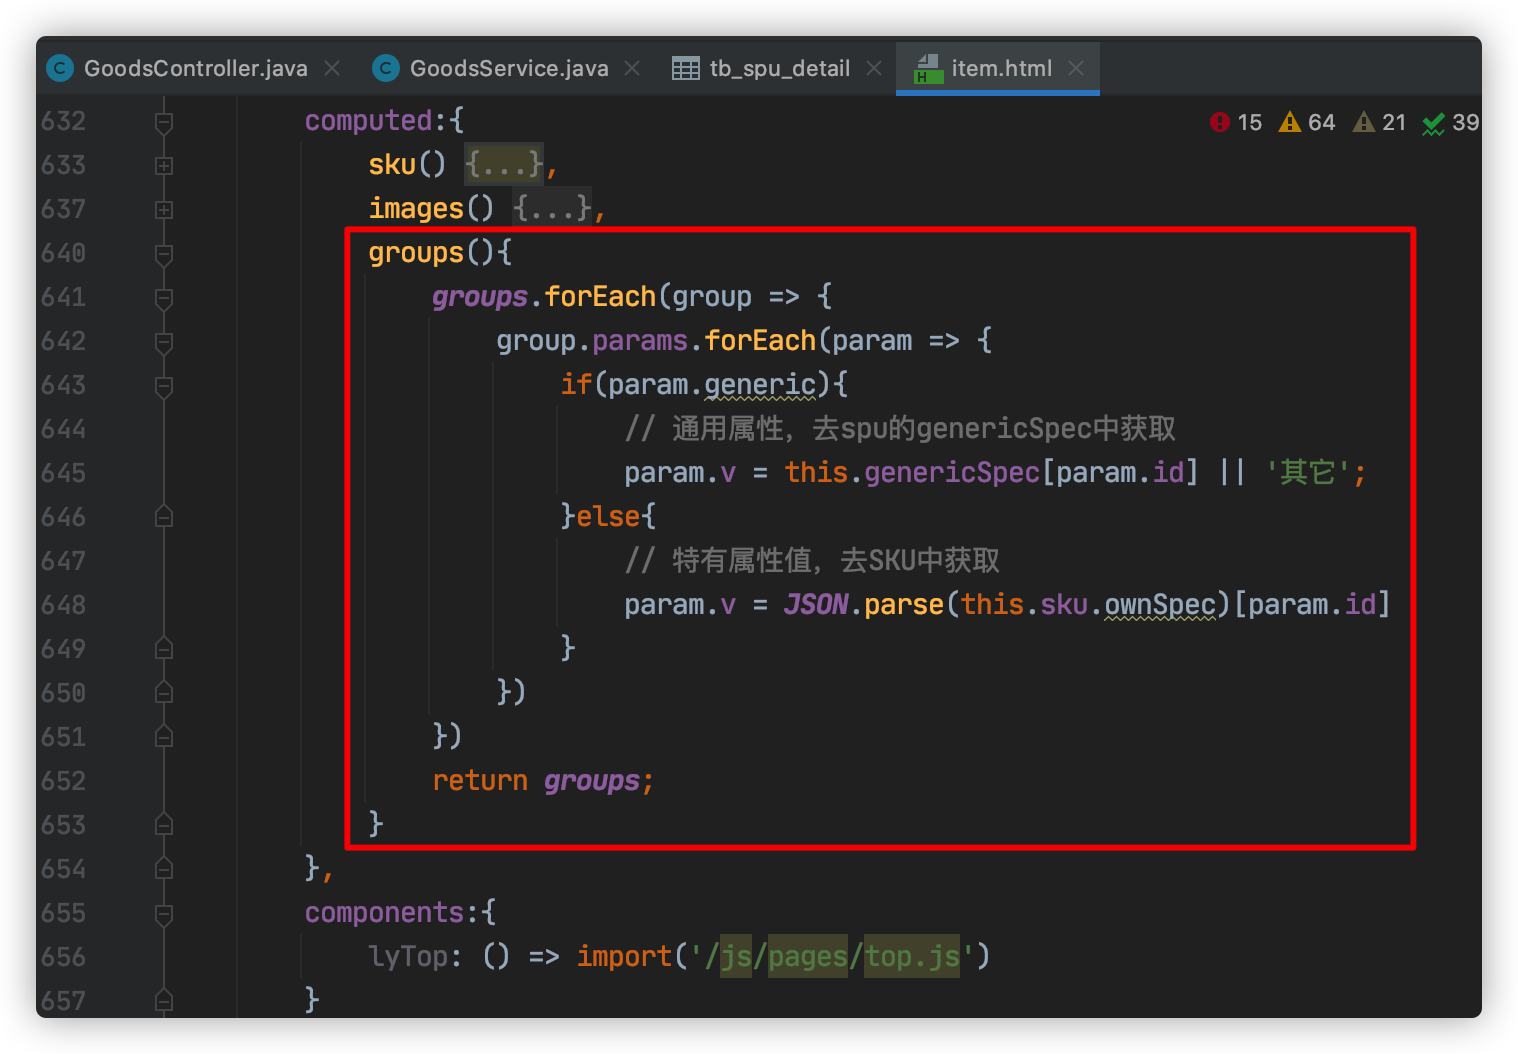 GoodsController.java GoodsService.java tb_spu_detail item.html
632 computed:{ 15 64 21 39
633 sku() {...},
637 images() {...},
640 groups(){
641 groups.forEach(group => {
642 group.params.forEach(param => {
643 if(param.generic){
644 // 通用属性，去spu的genericSpec中获取
645 param.v = this.genericSpec[param.id] || '其它';
646 }else{
647 // 特有属性值，去SKU中获取
648 param.v = JSON.parse(this.sku.ownSpec)[param.id]
649 }
650 })
651 })
652 return groups;
653 }
654 },
655 components:{
656 lyTop: () => import('/js/pages/top.js')
657 }